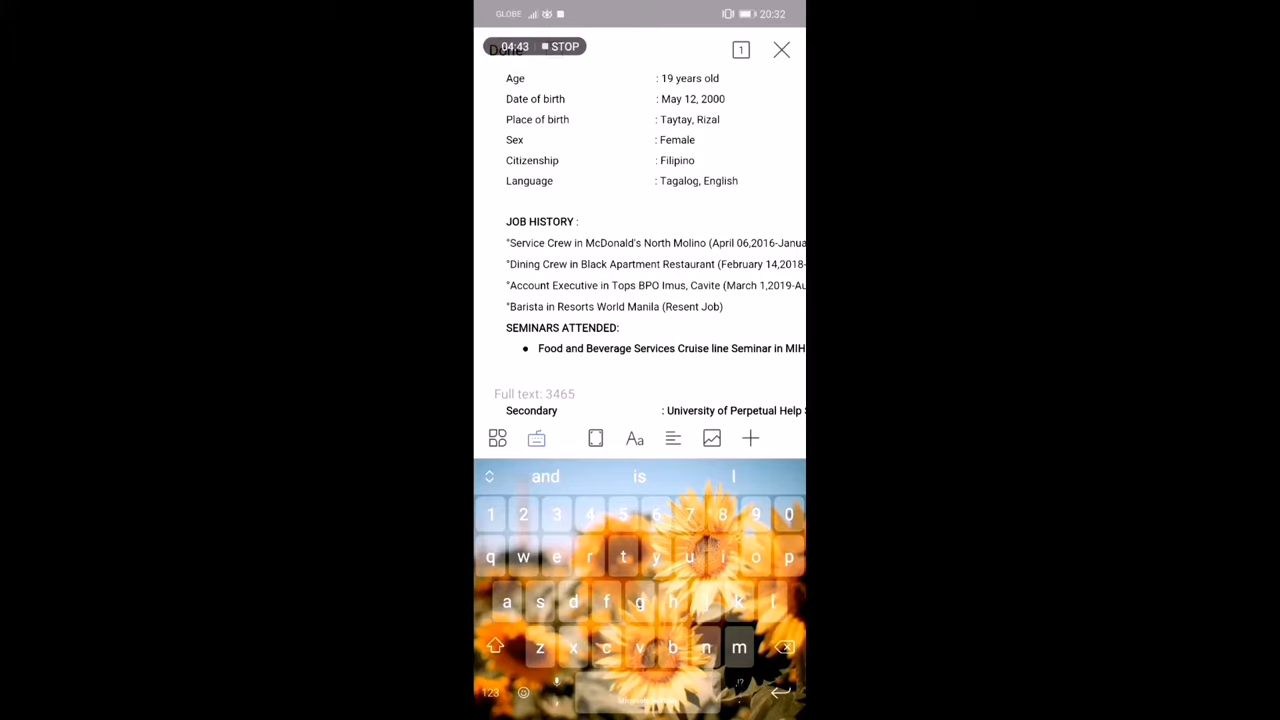 GLOBE 20:32
04:43 STOP
1
Age : 19 years old
Date of birth : May 12, 2000
Place of birth : Taytay, Rizal
Sex : Female
Citizenship : Filipino
Language : Tagalog, English
JOB HISTORY :
*Service Crew in McDonald's North Molino (April 06,2016-Janua
*Dining Crew in Black Apartment Restaurant (February 14,2018-
*Account Executive in Tops BPO Imus, Cavite (March 1,2019-Au
*Barista in Resorts World Manila (Resent Job)
SEMINARS ATTENDED:
● Food and Beverage Services Cruise line Seminar in MIH
Full text: 3465
Secondary : University of Perpetual Help
Aa
and is I
1 2 3 4 5 6 7 8 9 0
q w e r t y u i o p
a s d f g h j k l
z x c v b n m
123 , !? .